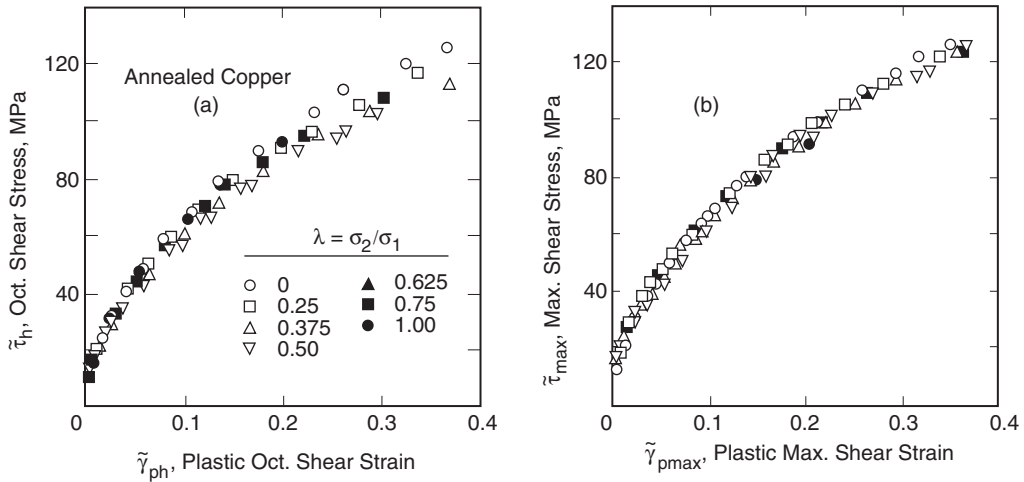 120
80
40
0
0.1
0.2
0.3
0.4
τ̃h, Oct. Shear Stress, MPa
γ̃ph, Plastic Oct. Shear Strain
Annealed Copper
(a)
λ = σ2/σ1
0
0.25
0.375
0.50
0.625
0.75
1.00
120
80
40
0
0.1
0.2
0.3
0.4
τ̃max, Max. Shear Stress, MPa
γ̃pmax, Plastic Max. Shear Strain
(b)